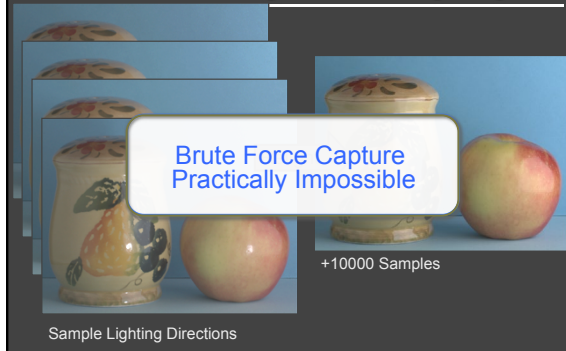 Brute Force Capture
Practically Impossible
+10000 Samples
Sample Lighting Directions